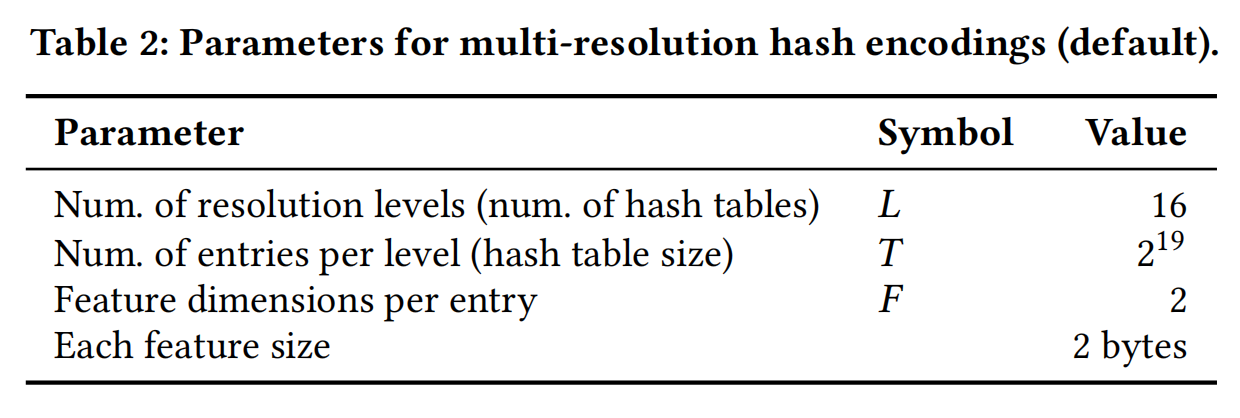 Table 2: Parameters for multi-resolution hash encodings (default).
Parameter Symbol Value
Num. of resolution levels (num. of hash tables) L 16
Num. of entries per level (hash table size) T 2^19
Feature dimensions per entry F 2
Each feature size 2 bytes